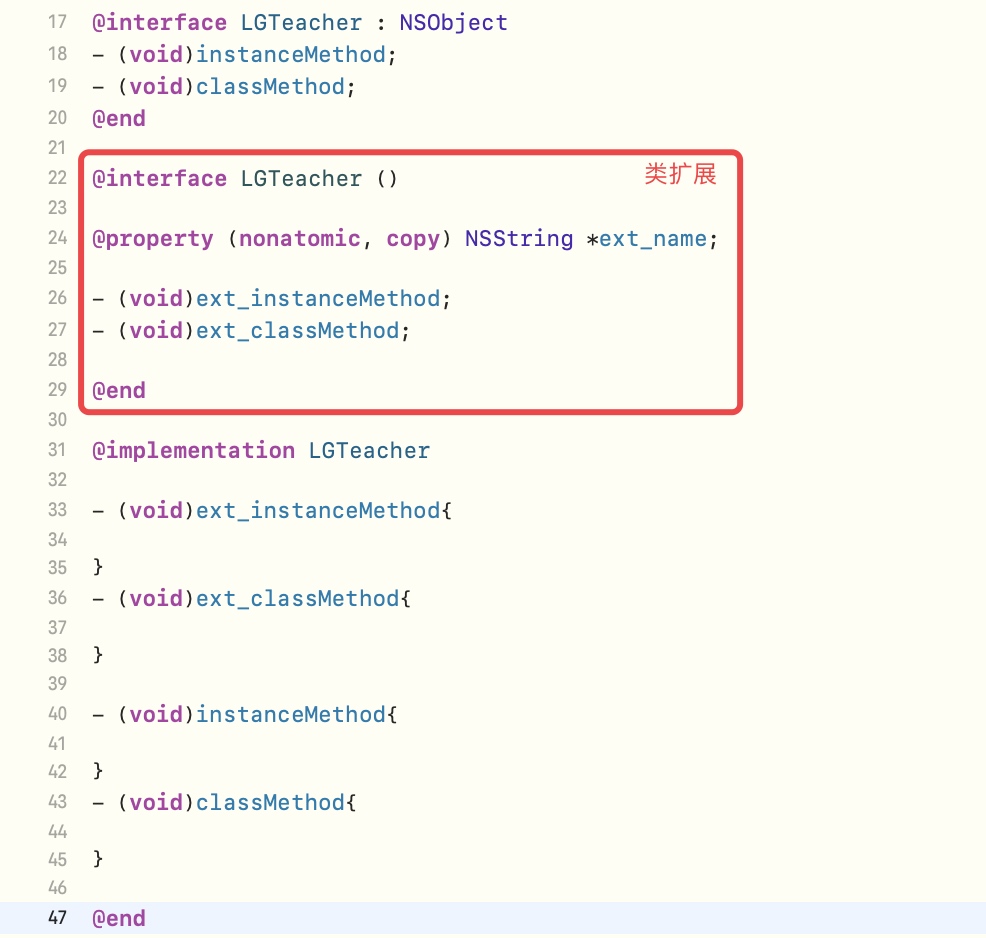 17 @interface LGTeacher : NSObject
18 - (void)instanceMethod;
19 - (void)classMethod;
20 @end
21
22 @interface LGTeacher () 类扩展
23
24 @property (nonatomic, copy) NSString *ext_name;
25
26 - (void)ext_instanceMethod;
27 - (void)ext_classMethod;
28
29 @end
30
31 @implementation LGTeacher
32
33 - (void)ext_instanceMethod{
34
35 }
36 - (void)ext_classMethod{
37
38 }
39
40 - (void)instanceMethod{
41
42 }
43 - (void)classMethod{
44
45 }
46
47 @end